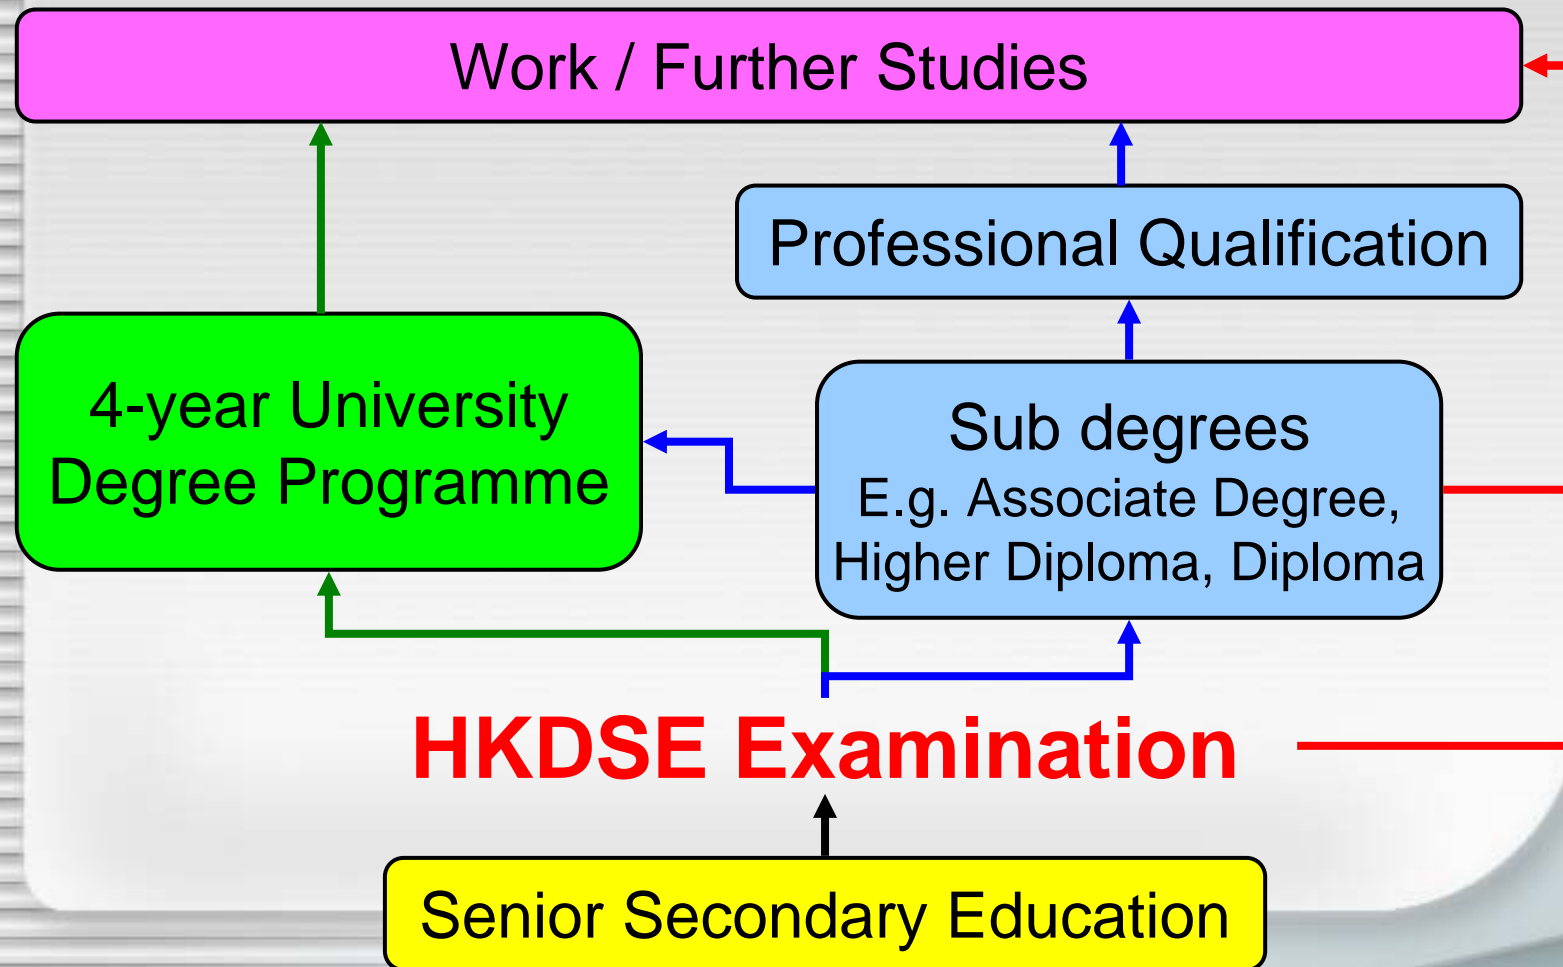 Work / Further Studies
Professional Qualification
4-year University
Degree Programme
Sub degrees
E.g. Associate Degree,
Higher Diploma, Diploma
HKDSE Examination
Senior Secondary Education